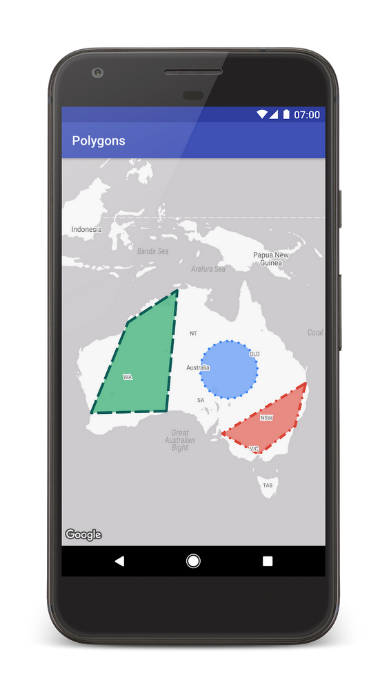 07:00
Polygons
Indonesia
Banda Sea
Papua New
Guinea
Arafura Sea
Coral
NT
QLD
Australia
WA
SA
NSW
Great
Australian
Bight
VIC
TAS
Google